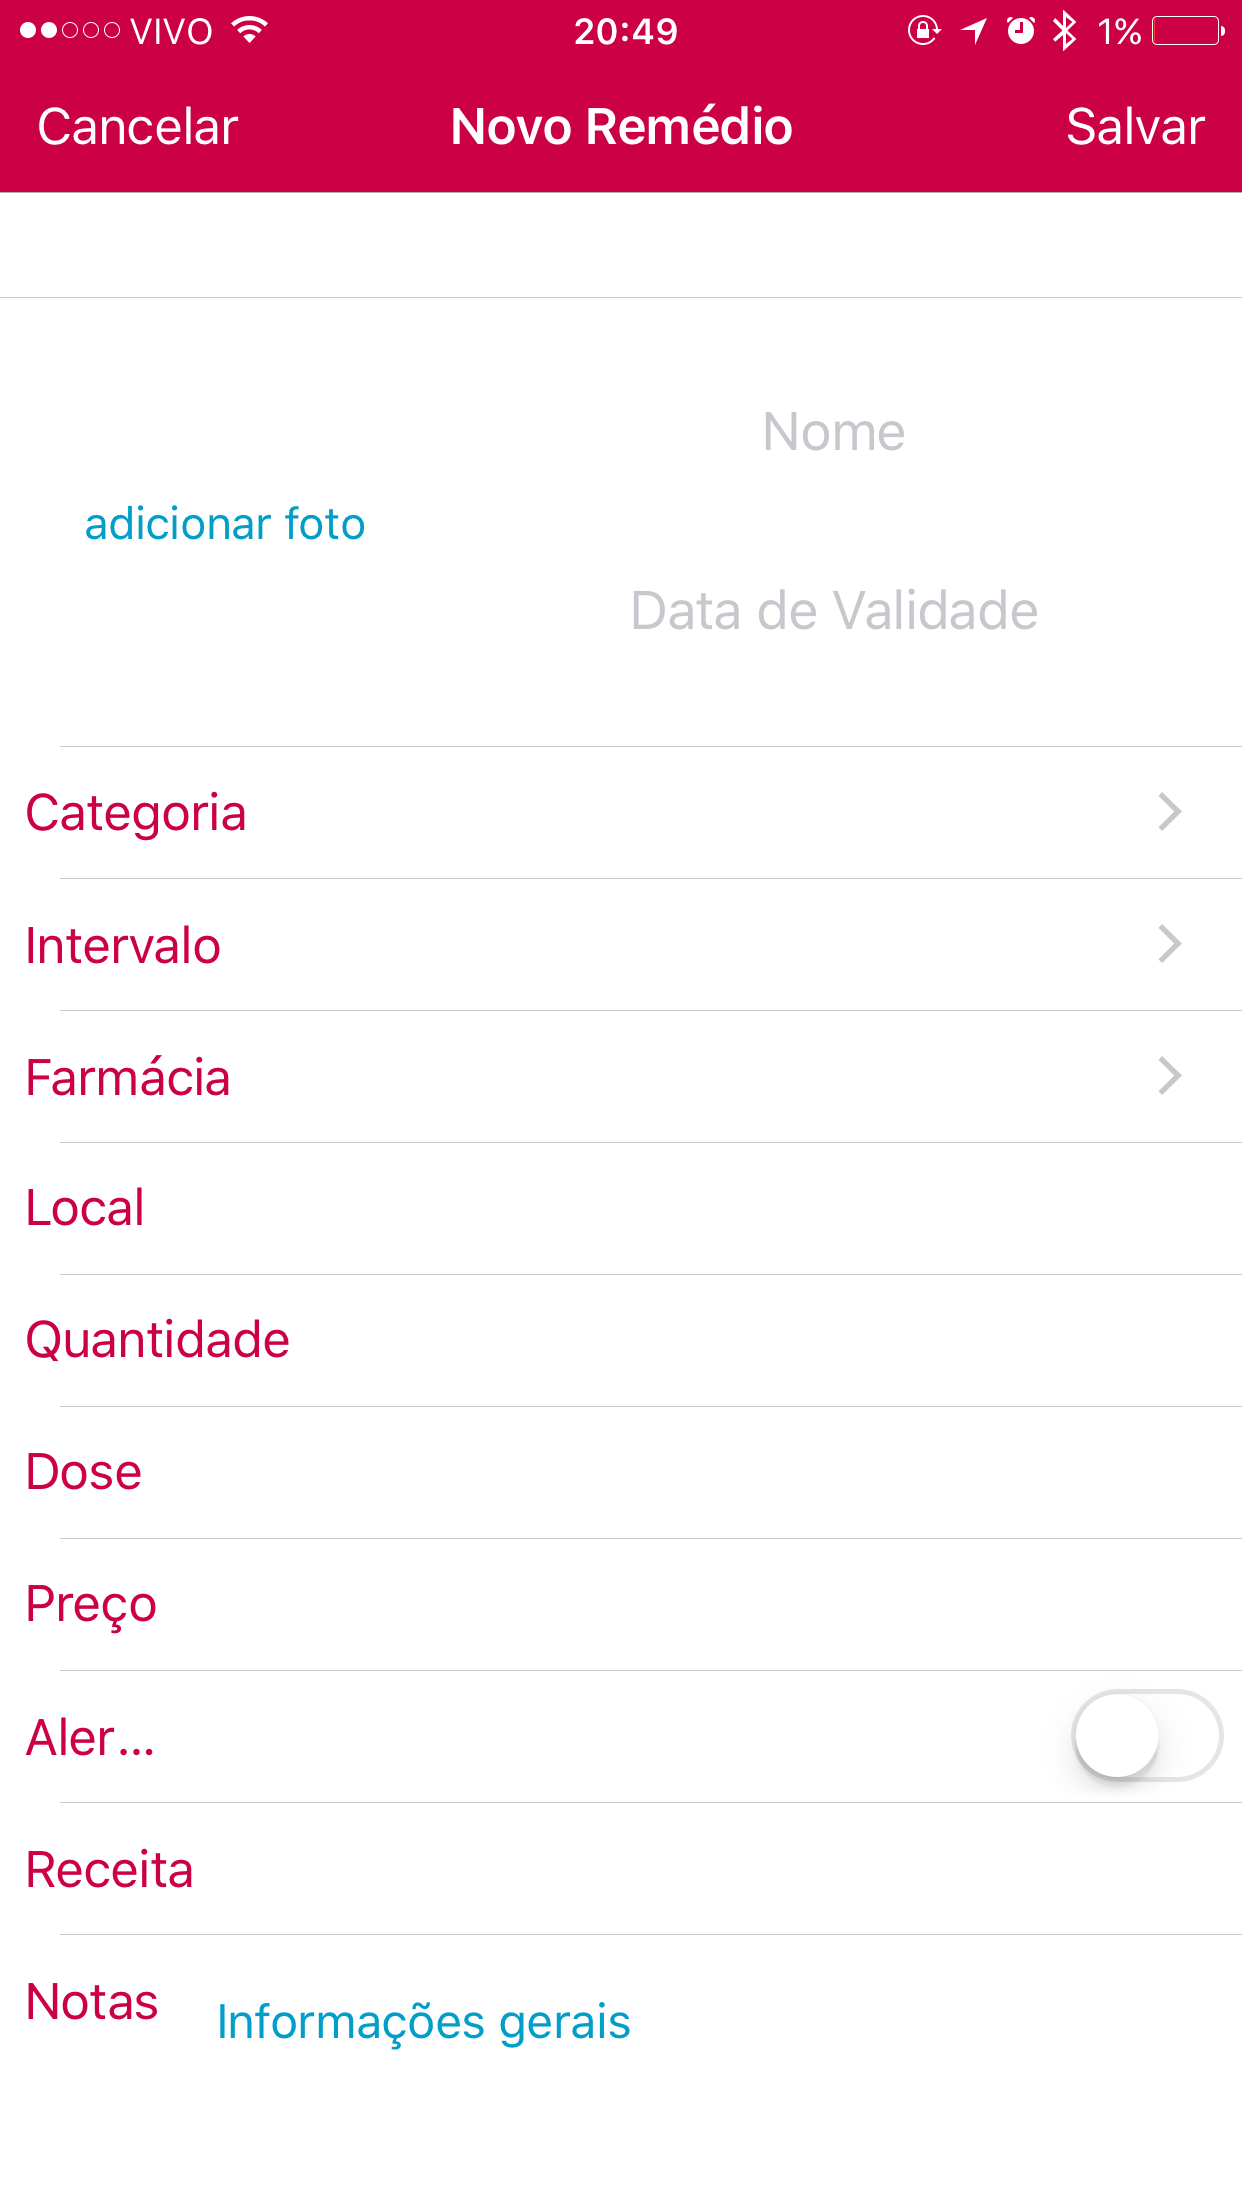 VIVO 20:49 1%
Cancelar Novo Remédio Salvar
Nome
adicionar foto
Data de Validade
Categoria
Intervalo
Farmácia
Local
Quantidade
Dose
Preço
Aler...
Receita
Notas Informações gerais